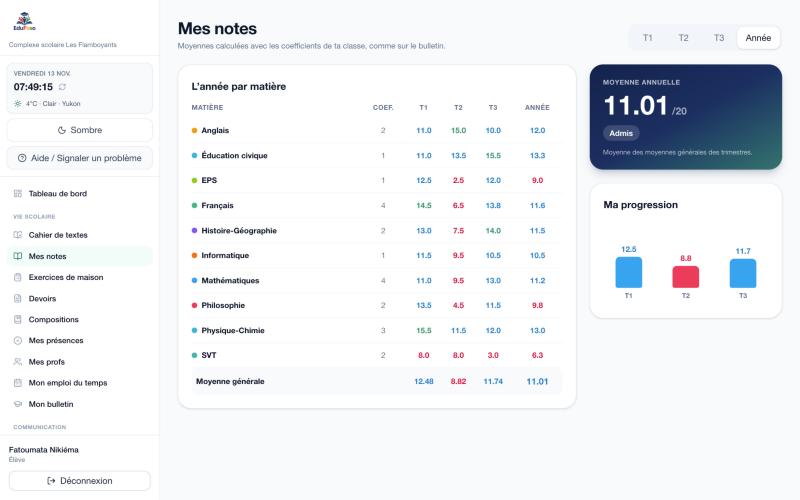 EduFaso
Complexe scolaire Les Flamboyants
VENDREDI 13 NOV.
07:49:15
4°C · Clair · Yukon
Sombre
Aide / Signaler un problème
Tableau de bord
VIE SCOLAIRE
Cahier de textes
Mes notes
Exercices de maison
Devoirs
Compositions
Mes présences
Mes profs
Mon emploi du temps
Mon bulletin
COMMUNICATION
Fatoumata Nikiéma
Élève
Déconnexion
Mes notes
Moyennes calculées avec les coefficients de ta classe, comme sur le bulletin.
T1 T2 T3 Année
L'année par matière
MATIÈRE COEF. T1 T2 T3 ANNÉE
Anglais 2 11.0 15.0 10.0 12.0
Éducation civique 1 11.0 13.5 15.5 13.3
EPS 1 12.5 2.5 12.0 9.0
Français 4 14.5 6.5 13.8 11.6
Histoire-Géographie 2 13.0 7.5 14.0 11.5
Informatique 1 11.5 9.5 10.5 10.5
Mathématiques 4 11.0 9.5 13.0 11.2
Philosophie 2 13.5 4.5 11.5 9.8
Physique-Chimie 3 15.5 11.5 12.0 13.0
SVT 2 8.0 8.0 3.0 6.3
Moyenne générale 12.48 8.82 11.74 11.01
MOYENNE ANNUELLE
11.01 /20
Admis
Moyenne des moyennes générales des trimestres.
Ma progression
12.5 8.8 11.7
T1 T2 T3